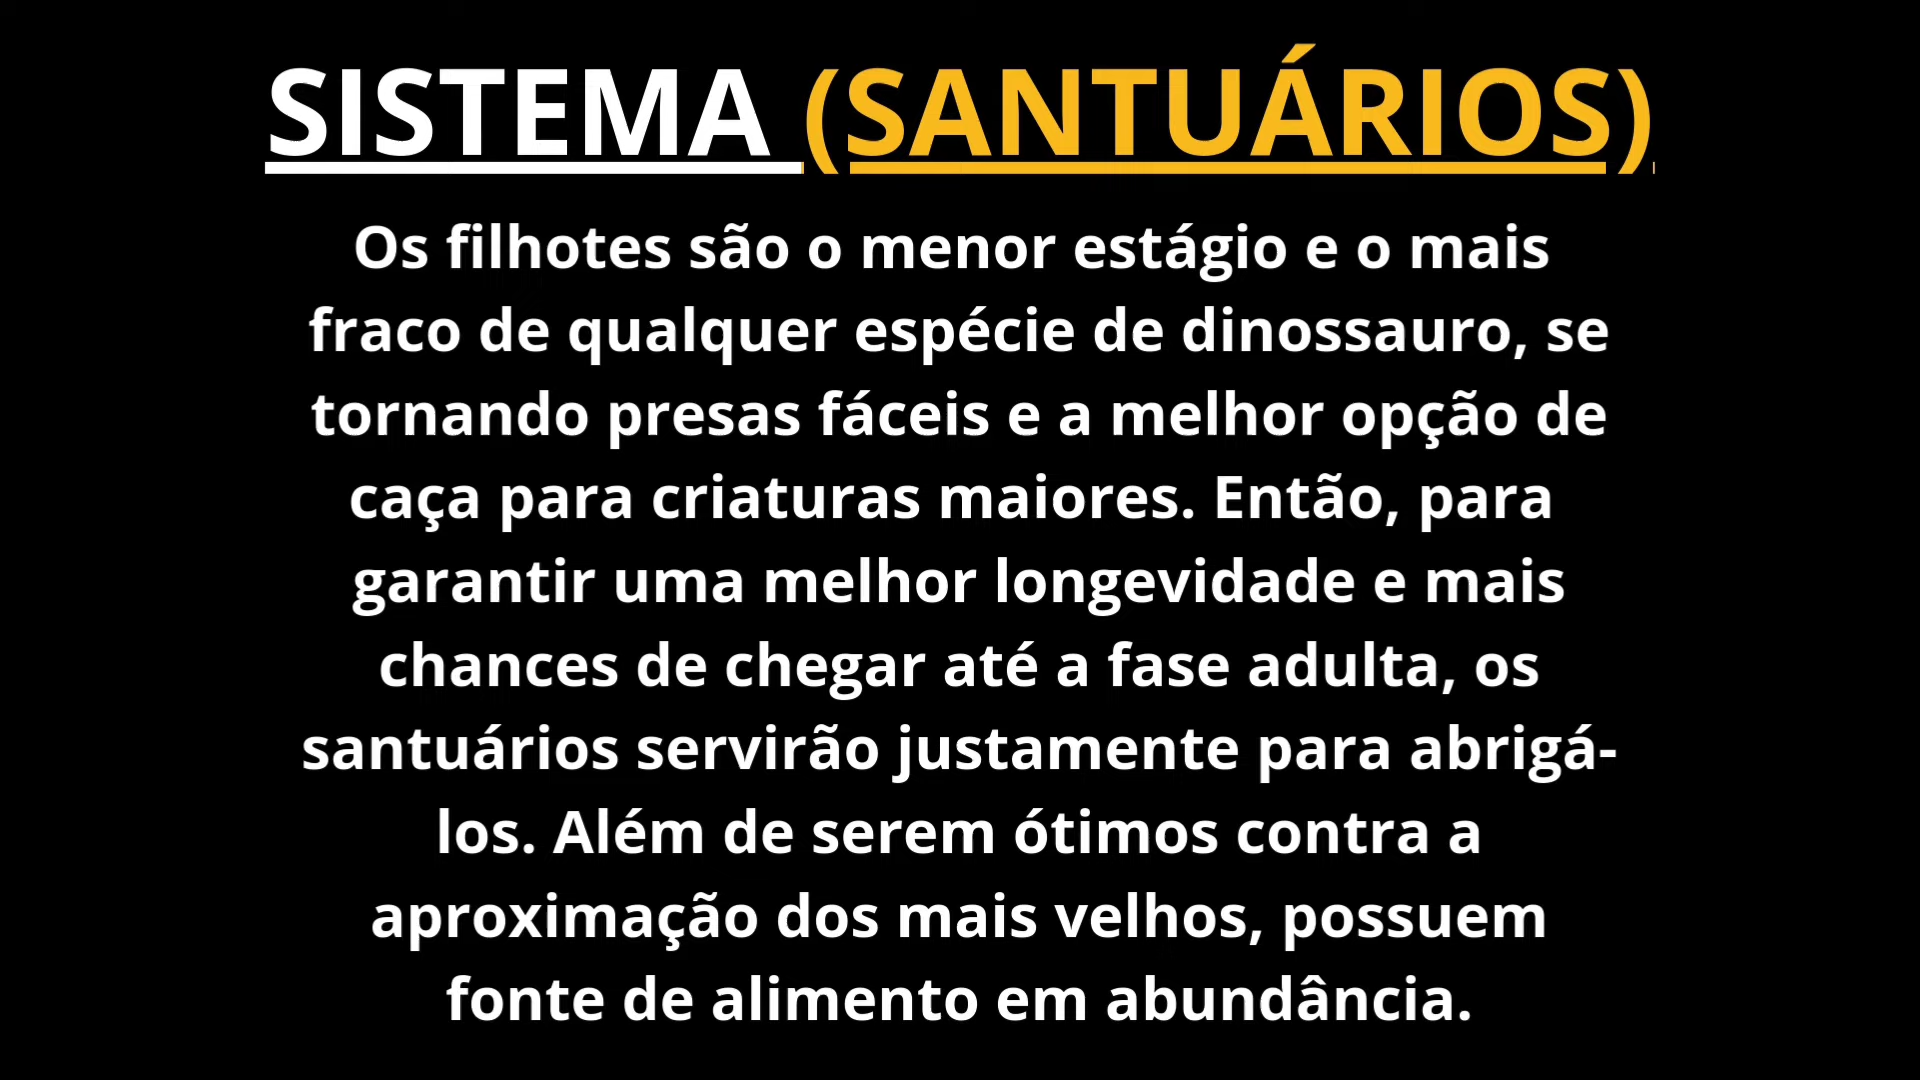 SISTEMA (SANTUÁRIOS)
Os filhotes são o menor estágio e o mais
fraco de qualquer espécie de dinossauro, se
tornando presas fáceis e a melhor opção de
caça para criaturas maiores. Então, para
garantir uma melhor longevidade e mais
chances de chegar até a fase adulta, os
santuários servirão justamente para abrigá-
los. Além de serem ótimos contra a
aproximação dos mais velhos, possuem
fonte de alimento em abundância.